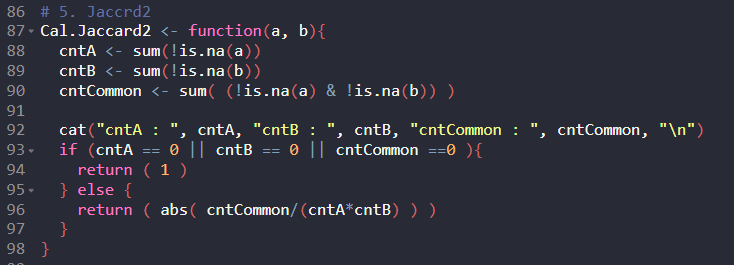 86 # 5. Jaccrd2
87 Cal.Jaccard2 <- function(a, b){
88 cntA <- sum(!is.na(a))
89 cntB <- sum(!is.na(b))
90 cntCommon <- sum( (!is.na(a) & !is.na(b)) )
91
92 cat("cntA : ", cntA, "cntB : ", cntB, "cntCommon : ", cntCommon, "\n")
93 if (cntA == 0 || cntB == 0 || cntCommon ==0 ){
94 return ( 1 )
95 } else {
96 return ( abs( cntCommon/(cntA*cntB) ) )
97 }
98 }